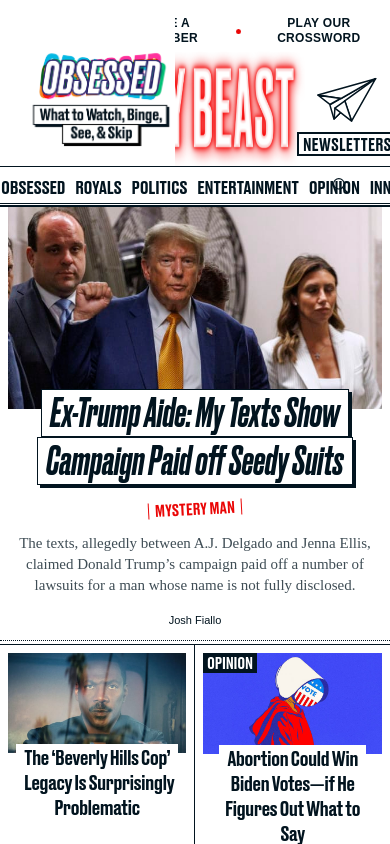 E A
BER
PLAY OUR
CROSSWORD
OBSESSED
What to Watch, Binge,
See, & Skip
Y BEAST
NEWSLETTERS
OBSESSED ROYALS POLITICS ENTERTAINMENT OPINION INN
Ex-Trump Aide: My Texts Show
Campaign Paid off Seedy Suits
MYSTERY MAN
The texts, allegedly between A.J. Delgado and Jenna Ellis,
claimed Donald Trump’s campaign paid off a number of
lawsuits for a man whose name is not fully disclosed.
Josh Fiallo
The ‘Beverly Hills Cop’
Legacy Is Surprisingly
Problematic
OPINION
VOTE
Abortion Could Win
Biden Votes—if He
Figures Out What to
Say